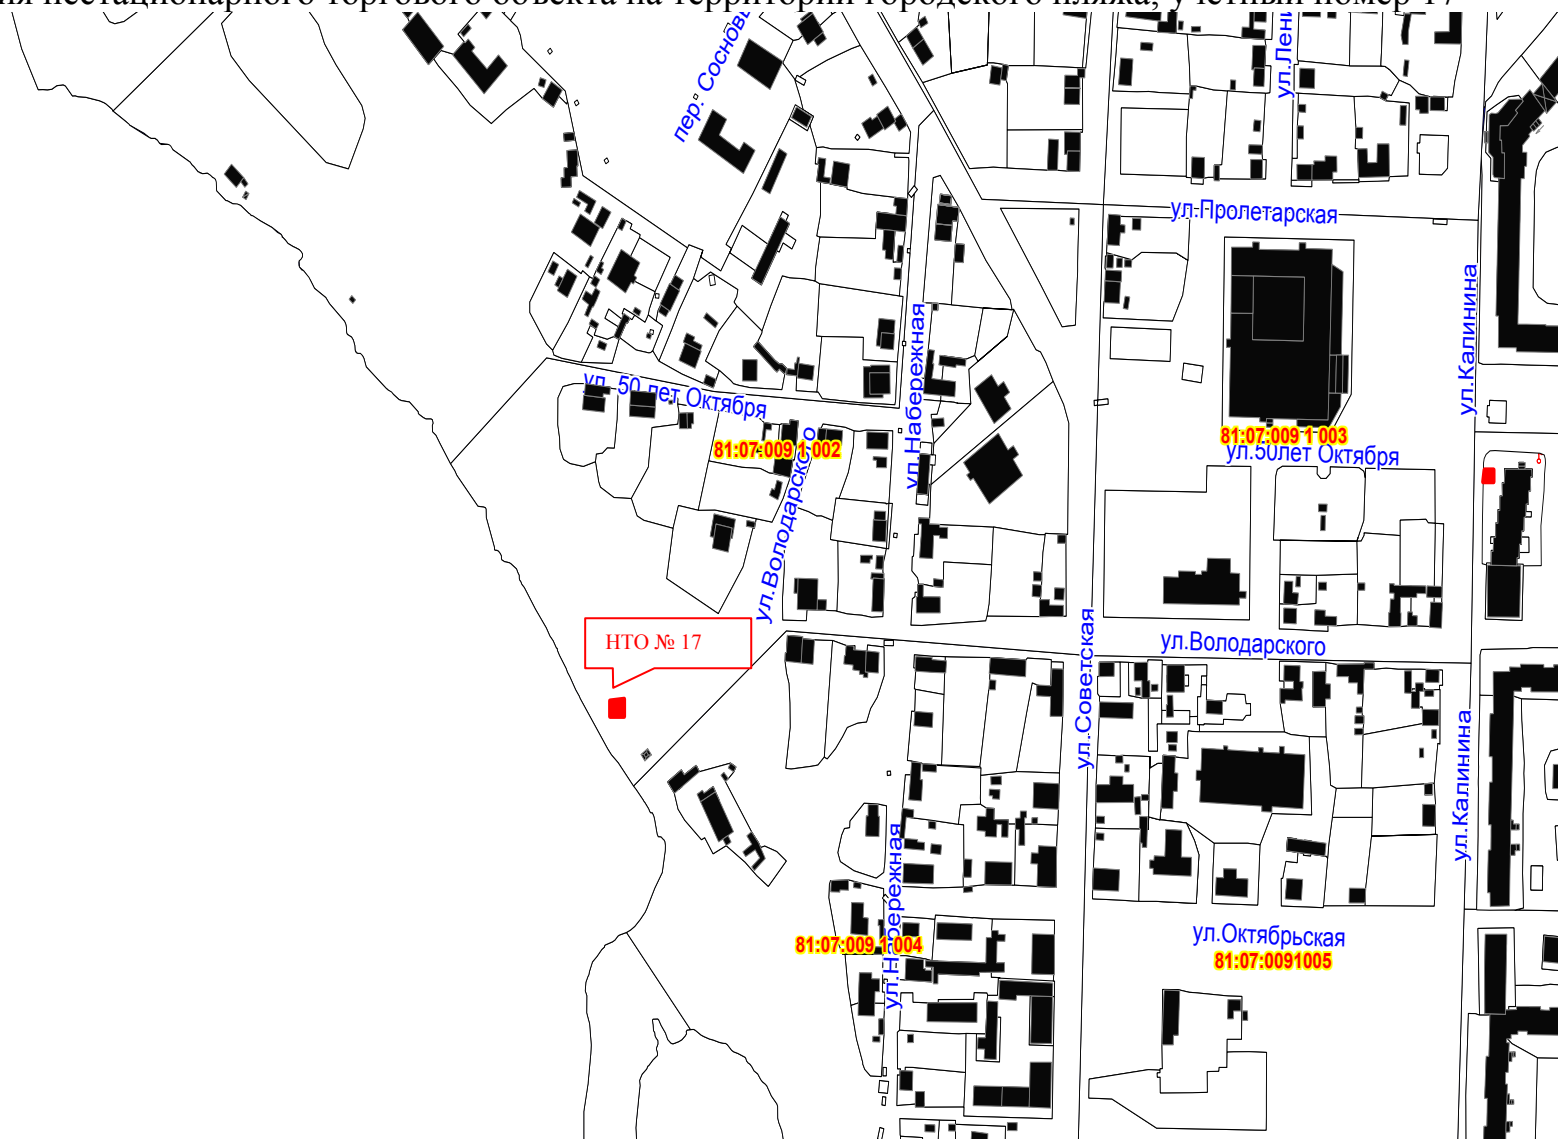 нестационарного торгового объекта на территории городского пляжа, учетный номер 17
пер. Соснов
ул.Лени
ул.Пролетарская
ул.Калинина
ул.Набережная
ул. 50 лет Октября
81:07:009 1 002
ул.Володарского
81:07:009 1 003
ул.50лет Октября
НТО № 17
ул.Советская
ул.Володарского
ул.Калинина
ул.Набережная
81:07:009 1 004
ул.Октябрьская
81:07:0091005